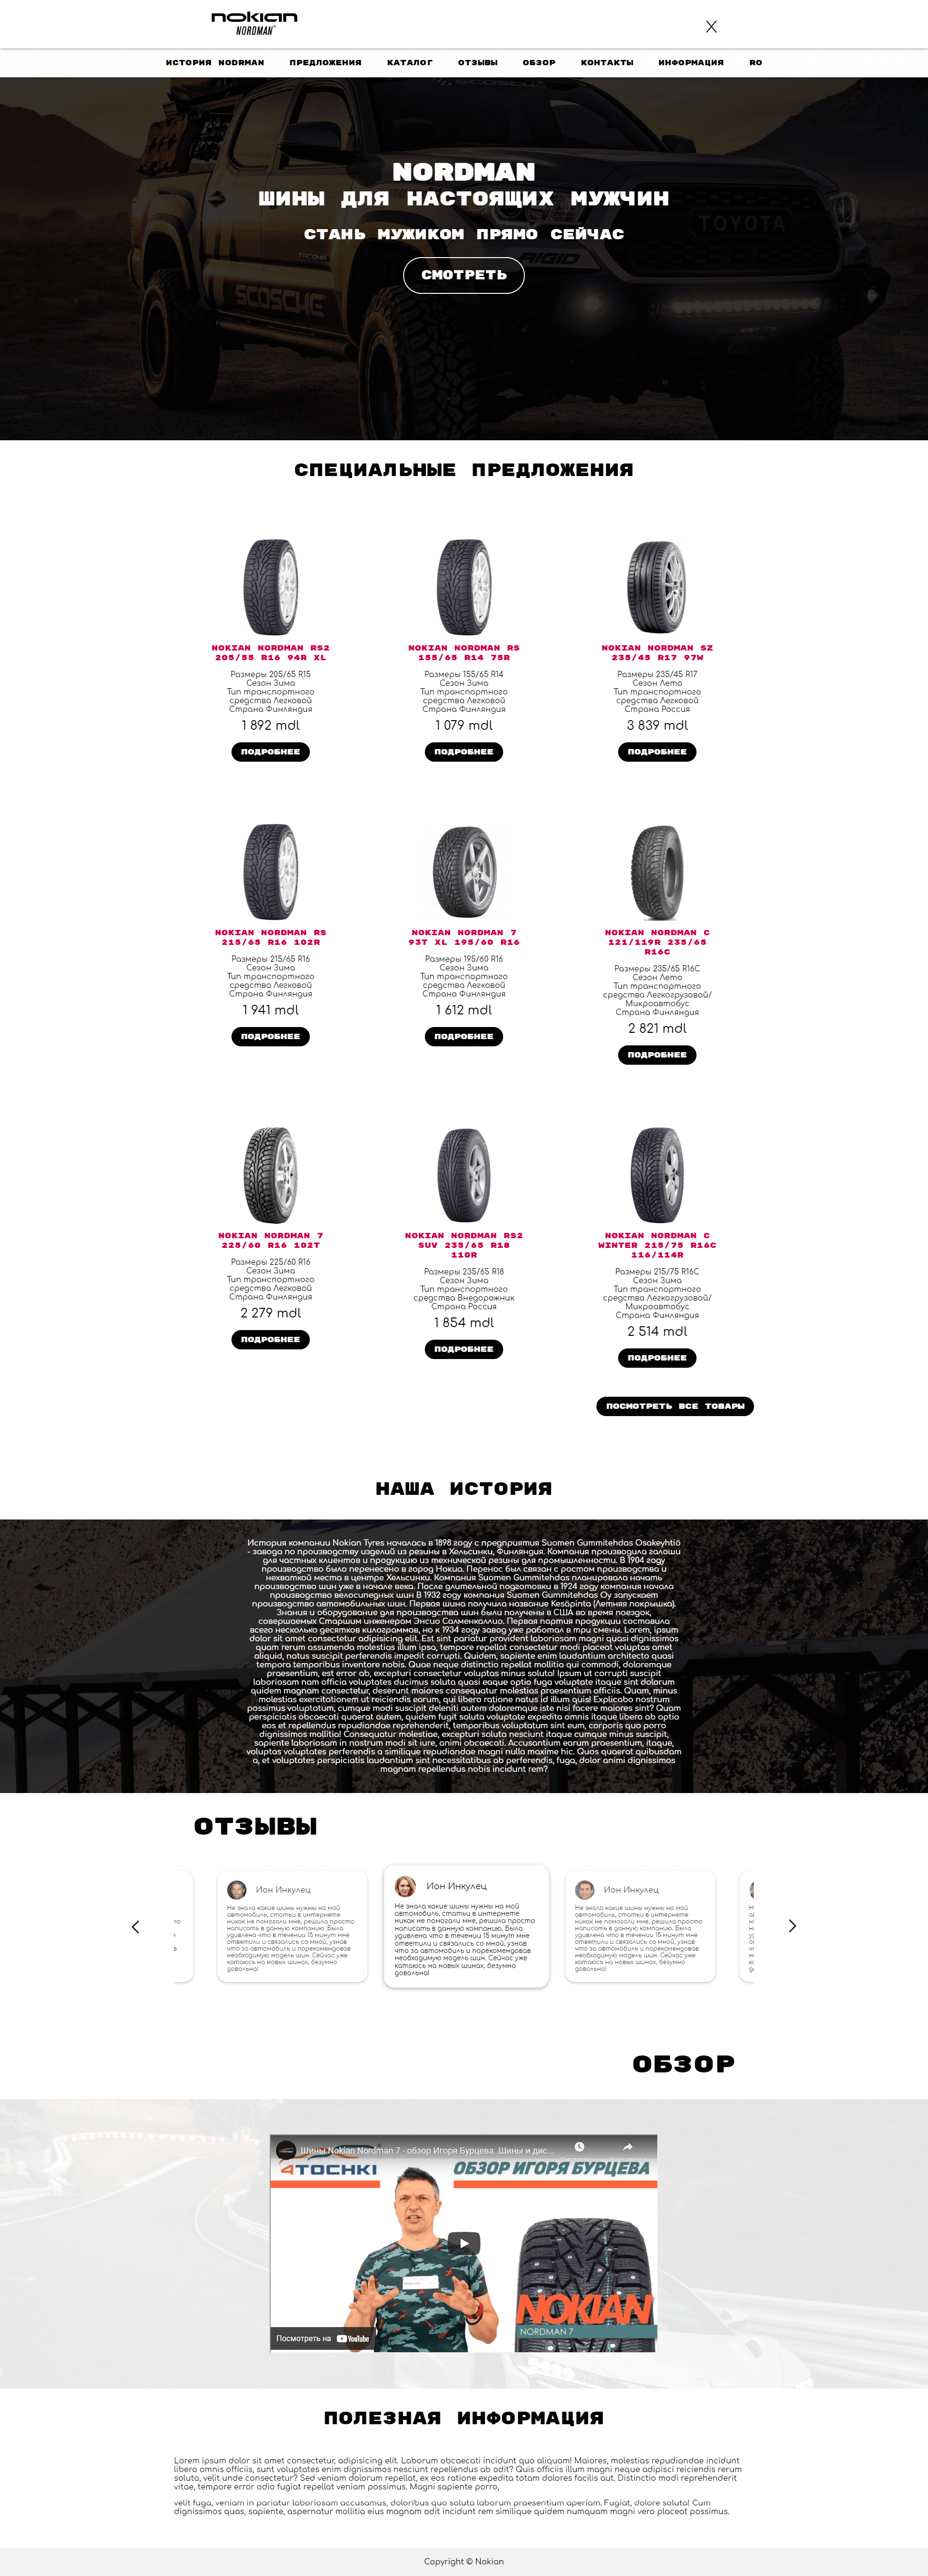 nokian
NORDMAN
X
ИСТОРИЯ NODRMAN ПРЕДЛОЖЕНИЯ КАТАЛОГ ОТЗЫВЫ ОБЗОР КОНТАКТЫ ИНФОРМАЦИЯ RO
NORDMAN
ШИНЫ ДЛЯ НАСТОЯЩИХ МУЖЧИН
СТАНЬ МУЖИКОМ ПРЯМО СЕЙЧАС
СМОТРЕТЬ
TOYOTA
TACOMA
RIGID
SCOSCHE
СПЕЦИАЛЬНЫЕ ПРЕДЛОЖЕНИЯ
NOKIAN NORDMAN RS2
205/55 R16 94R XL
Размеры 205/65 R15
Сезон Зима
Тип транспортного
средства Легковой
Страна Финляндия
1 892 mdl
ПОДРОБНЕЕ
NOKIAN NORDMAN RS
155/65 R14 75R
Размеры 155/65 R14
Сезон Зима
Тип транспортного
средства Легковой
Страна Финляндия
1 079 mdl
ПОДРОБНЕЕ
NOKIAN NORDMAN SZ
235/45 R17 97W
Размеры 235/45 R17
Сезон Лето
Тип транспортного
средства Легковой
Страна Россия
3 839 mdl
ПОДРОБНЕЕ
NOKIAN NORDMAN RS
215/65 R16 102R
Размеры 215/65 R16
Сезон Зима
Тип транспортного
средства Легковой
Страна Финляндия
1 941 mdl
ПОДРОБНЕЕ
NOKIAN NORDMAN 7
93T XL 195/60 R16
Размеры 195/60 R16
Сезон Зима
Тип транспортного
средства Легковой
Страна Финляндия
1 612 mdl
ПОДРОБНЕЕ
NOKIAN NORDMAN C
121/119R 235/65
R16C
Размеры 235/65 R16C
Сезон Лето
Тип транспортного
средства Легкогрузовой/
Микроавтобус
Страна Финляндия
2 821 mdl
ПОДРОБНЕЕ
NOKIAN NORDMAN 7
225/60 R16 102T
Размеры 225/60 R16
Сезон Зима
Тип транспортного
средства Легковой
Страна Финляндия
2 279 mdl
ПОДРОБНЕЕ
NOKIAN NORDMAN RS2
SUV 235/65 R18
110R
Размеры 235/65 R18
Сезон Зима
Тип транспортного
средства Внедорожник
Страна Россия
1 854 mdl
ПОДРОБНЕЕ
NOKIAN NORDMAN C
WINTER 215/75 R16C
116/114R
Размеры 215/75 R16C
Сезон Зима
Тип транспортного
средства Легкогрузовой/
Микроавтобус
Страна Финляндия
2 514 mdl
ПОДРОБНЕЕ
ПОСМОТРЕТЬ ВСЕ ТОВАРЫ
НАША ИСТОРИЯ
История компании Nokian Tyres началась в 1898 году с предприятия Suomen Gummitehdas Osakeyhtiö
- завода по производству изделий из резины в Хельсинки, Финляндия. Компания производила галоши
для частных клиентов и продукцию из технической резины для промышленности. В 1904 году
производство было перенесено в город Нокиа. Перенос был связан с ростом производства и
нехваткой места в центре Хельсинки. Компания Suomen Gummitehdas планировала начать
производство шин уже в начале века. После длительной подготовки в 1924 году компания начала
производство велосипедных шин В 1932 году компания Suomen Gummitehdas Oy запускает
производство автомобильных шин. Первая шина получила название Kesäpinta (Летняя покрышка).
Знания и оборудование для производства шин были получены в США во время поездок,
совершаемых Старшим инженером Энсио Салменкаллио. Первая партия продукции составила
всего несколько десятков килограммов, но к 1934 году завод уже работал в три смены. Lorem, ipsum
dolor sit amet consectetur adipisicing elit. Est sint pariatur provident laboriosam magni quasi dignissimos
quam rerum assumenda molestias illum ipsa, tempore repellat consectetur modi placeat voluptas amet
aliquid, natus suscipit perferendis impedit corrupti. Quidem, sapiente enim laudantium architecto quasi
tempora temporibus inventore nobis. Quae neque distinctio repellat mollitia qui commodi, doloremque
praesentium, est error ab, excepturi consectetur voluptas minus soluta! Ipsum ut corrupti suscipit
laboriosam nam officia voluptates ducimus soluta quasi eaque optio fuga voluptate itaque sint dolorum
quidem magnam consectetur, deserunt maiores consequatur molestias praesentium officiis. Quam, minus
molestias exercitationem ut reiciendis earum, qui libero ratione natus id illum quis! Explicabo nostrum
possimus voluptatum, cumque modi suscipit deleniti autem doloremque iste nisi facere maiores sint? Quam
perspiciatis obcaecati quaerat autem, quidem fugit soluta voluptate expedita omnis itaque libero ab optio
eos et repellendus repudiandae reprehenderit, temporibus voluptatum sint eum, corporis quo porro
dignissimos mollitia! Consequatur molestiae, excepturi soluta nesciunt itaque cumque minus suscipit,
sapiente laboriosam in nostrum modi sit iure, animi obcaecati. Accusantium earum praesentium, itaque,
voluptas voluptates perferendis a similique repudiandae magni nulla maxime hic. Quos quaerat quibusdam
a, et voluptates perspiciatis laudantium sint necessitatibus ab perferendis, fuga, dolor animi dignissimos
magnam repellendus nobis incidunt rem?
ОТЗЫВЫ
Ион Инкулец
Не знала какие шины нужны на мой
автомобиль, статьи в интернете
никак не помогали мне, решила просто
написать в данную компанию. Была
удивлена что в течении 15 минут мне
ответили и связались со мной, узнав
что за автомобиль и порекомендовав
необходимую модель шин. Сейчас уже
катаюсь на новых шинах, безумно
довольна!
Ион Инкулец
Не знала какие шины нужны на мой
автомобиль, статьи в интернете
никак не помогали мне, решила просто
написать в данную компанию. Была
удивлена что в течении 15 минут мне
ответили и связались со мной, узнав
что за автомобиль и порекомендовав
необходимую модель шин. Сейчас уже
катаюсь на новых шинах, безумно
довольна!
Ион Инкулец
Не знала какие шины нужны на мой
автомобиль, статьи в интернете
никак не помогали мне, решила просто
написать в данную компанию. Была
удивлена что в течении 15 минут мне
ответили и связались со мной, узнав
что за автомобиль и порекомендовав
необходимую модель шин. Сейчас уже
катаюсь на новых шинах, безумно
довольна!
ОБЗОР
Шины Nokian Nordman 7 - обзор Игоря Бурцева..Шины и дис...
4TOCHKI
ОБЗОР ИГОРЯ БУРЦЕВА
NOKIAN
NORDMAN 7
Посмотреть на YouTube
ПОЛЕЗНАЯ ИНФОРМАЦИЯ
Lorem ipsum dolor sit amet consectetur, adipisicing elit. Laborum obcaecati incidunt quo aliquam! Maiores, molestias repudiandae incidunt
libero omnis officiis, sunt voluptates enim dignissimos nesciunt repellendus ab odit? Quis officiis illum magni neque adipisci reiciendis rerum
soluta, velit unde consectetur? Sed veniam dolorum repellat, ex eos ratione expedita totam dolores facilis aut. Distinctio modi reprehenderit
vitae, tempore error odio fugiat repellat veniam possimus. Magni sapiente porro,
velit fuga, veniam in pariatur laboriosam accusamus, doloribus quo soluta laborum praesentium aperiam. Fugiat, dolore soluta! Cum
dignissimos quas, sapiente, aspernatur mollitia eius magnam odit incidunt rem similique quidem numquam magni vero placeat possimus.
Copyright © Nokian